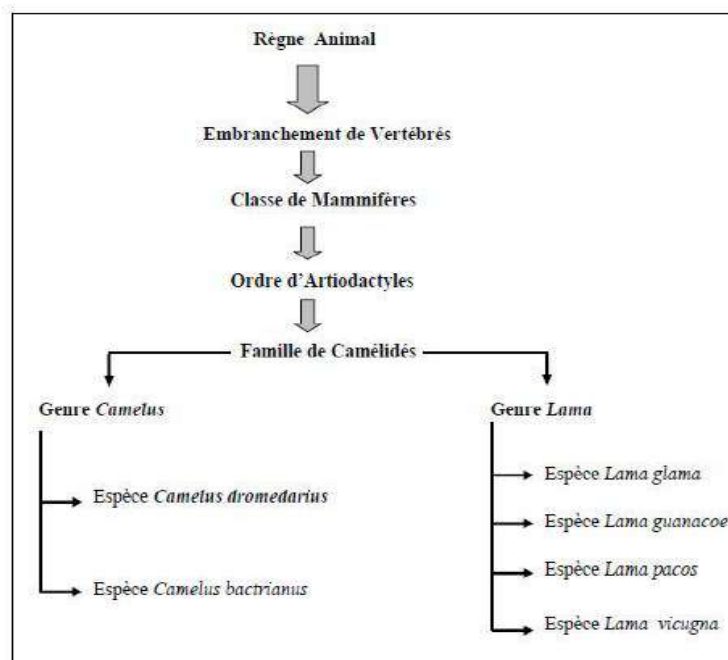 Règne Animal
Embranchement de Vertébrés
Classe de Mammifères
Ordre d’Artiodactyles
Famille de Camélidés
Genre Camelus
Espèce Camelus dromedarius
Espèce Camelus bactrianus
Genre Lama
Espèce Lama glama
Espèce Lama guanacoe
Espèce Lama pacos
Espèce Lama vicugna